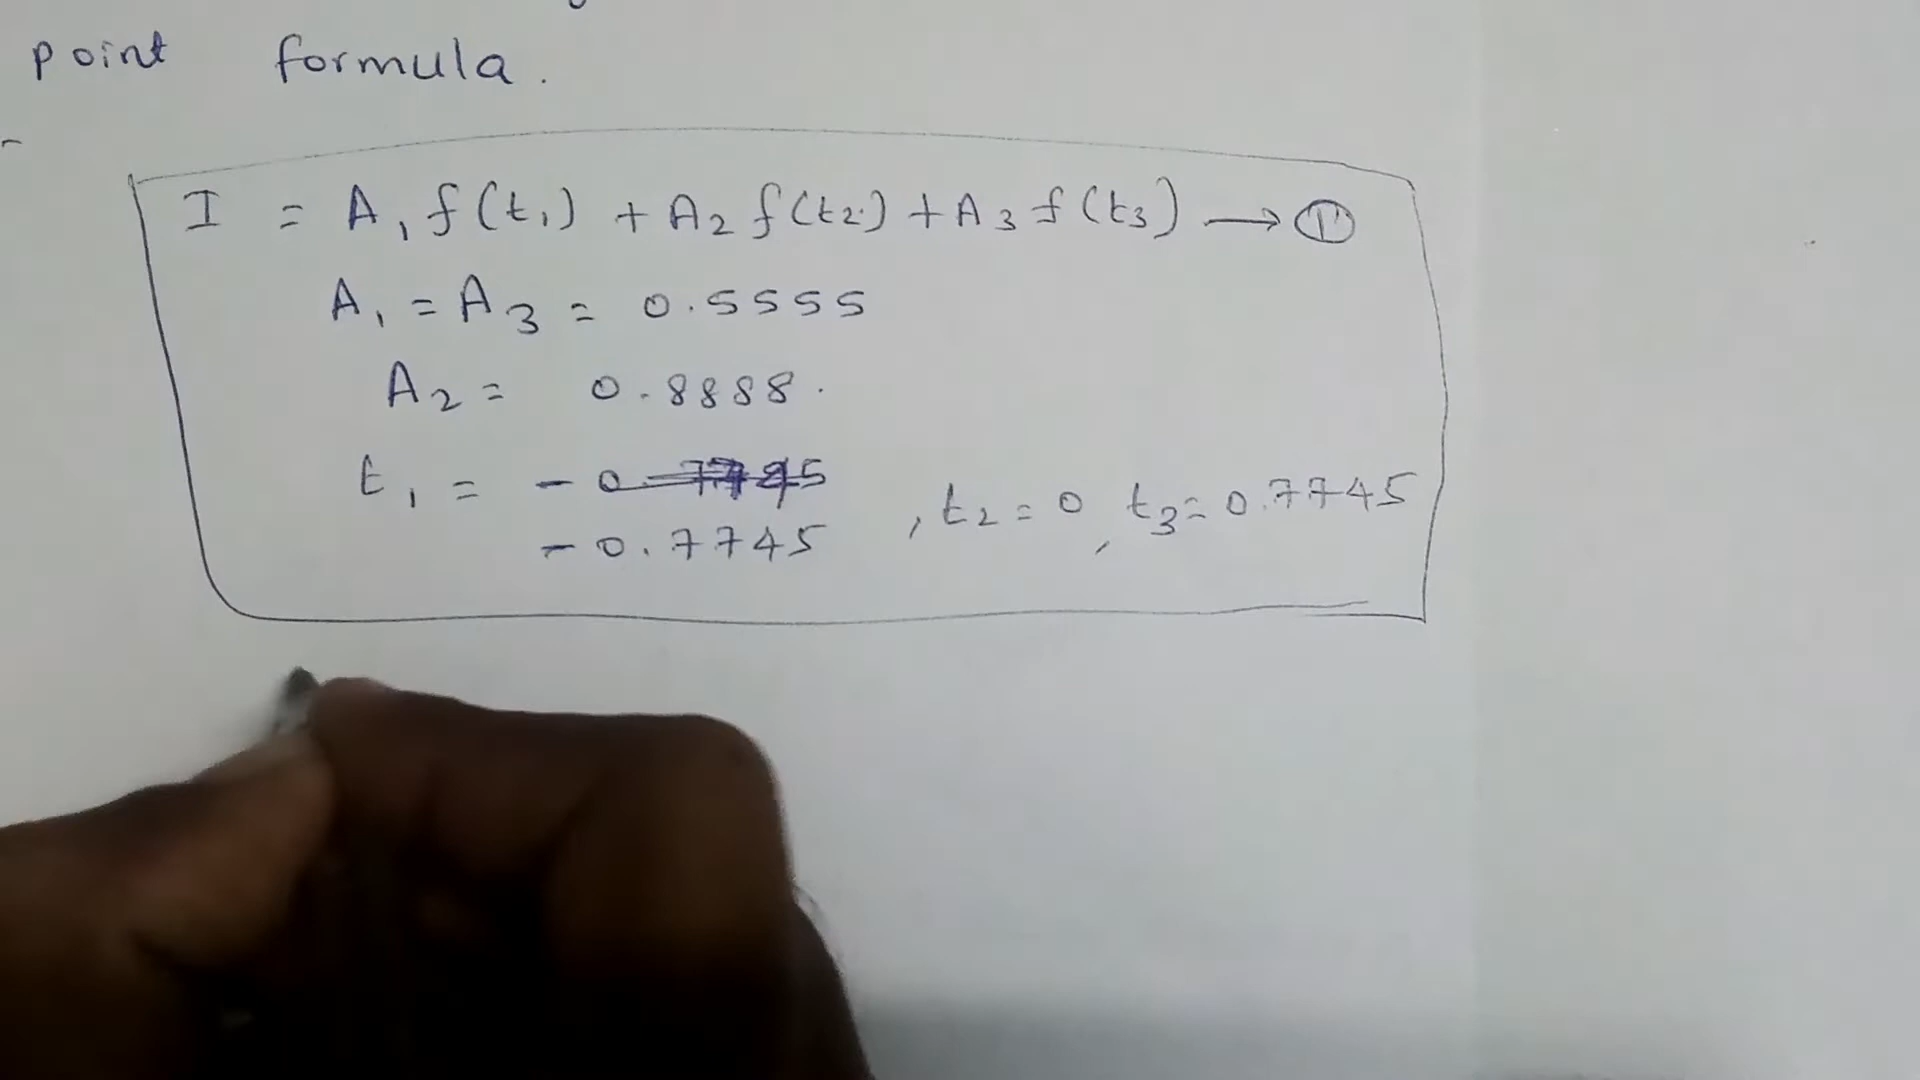 point formula.
I = A₁ f(t₁) + A₂ f(t₂) + A₃ f(t₃) → ①
A₁ = A₃ = 0.5555
A₂ = 0.8888.
t₁ = -0.7745
-0.7745 , t₂ = 0 , t₃ = 0.7745